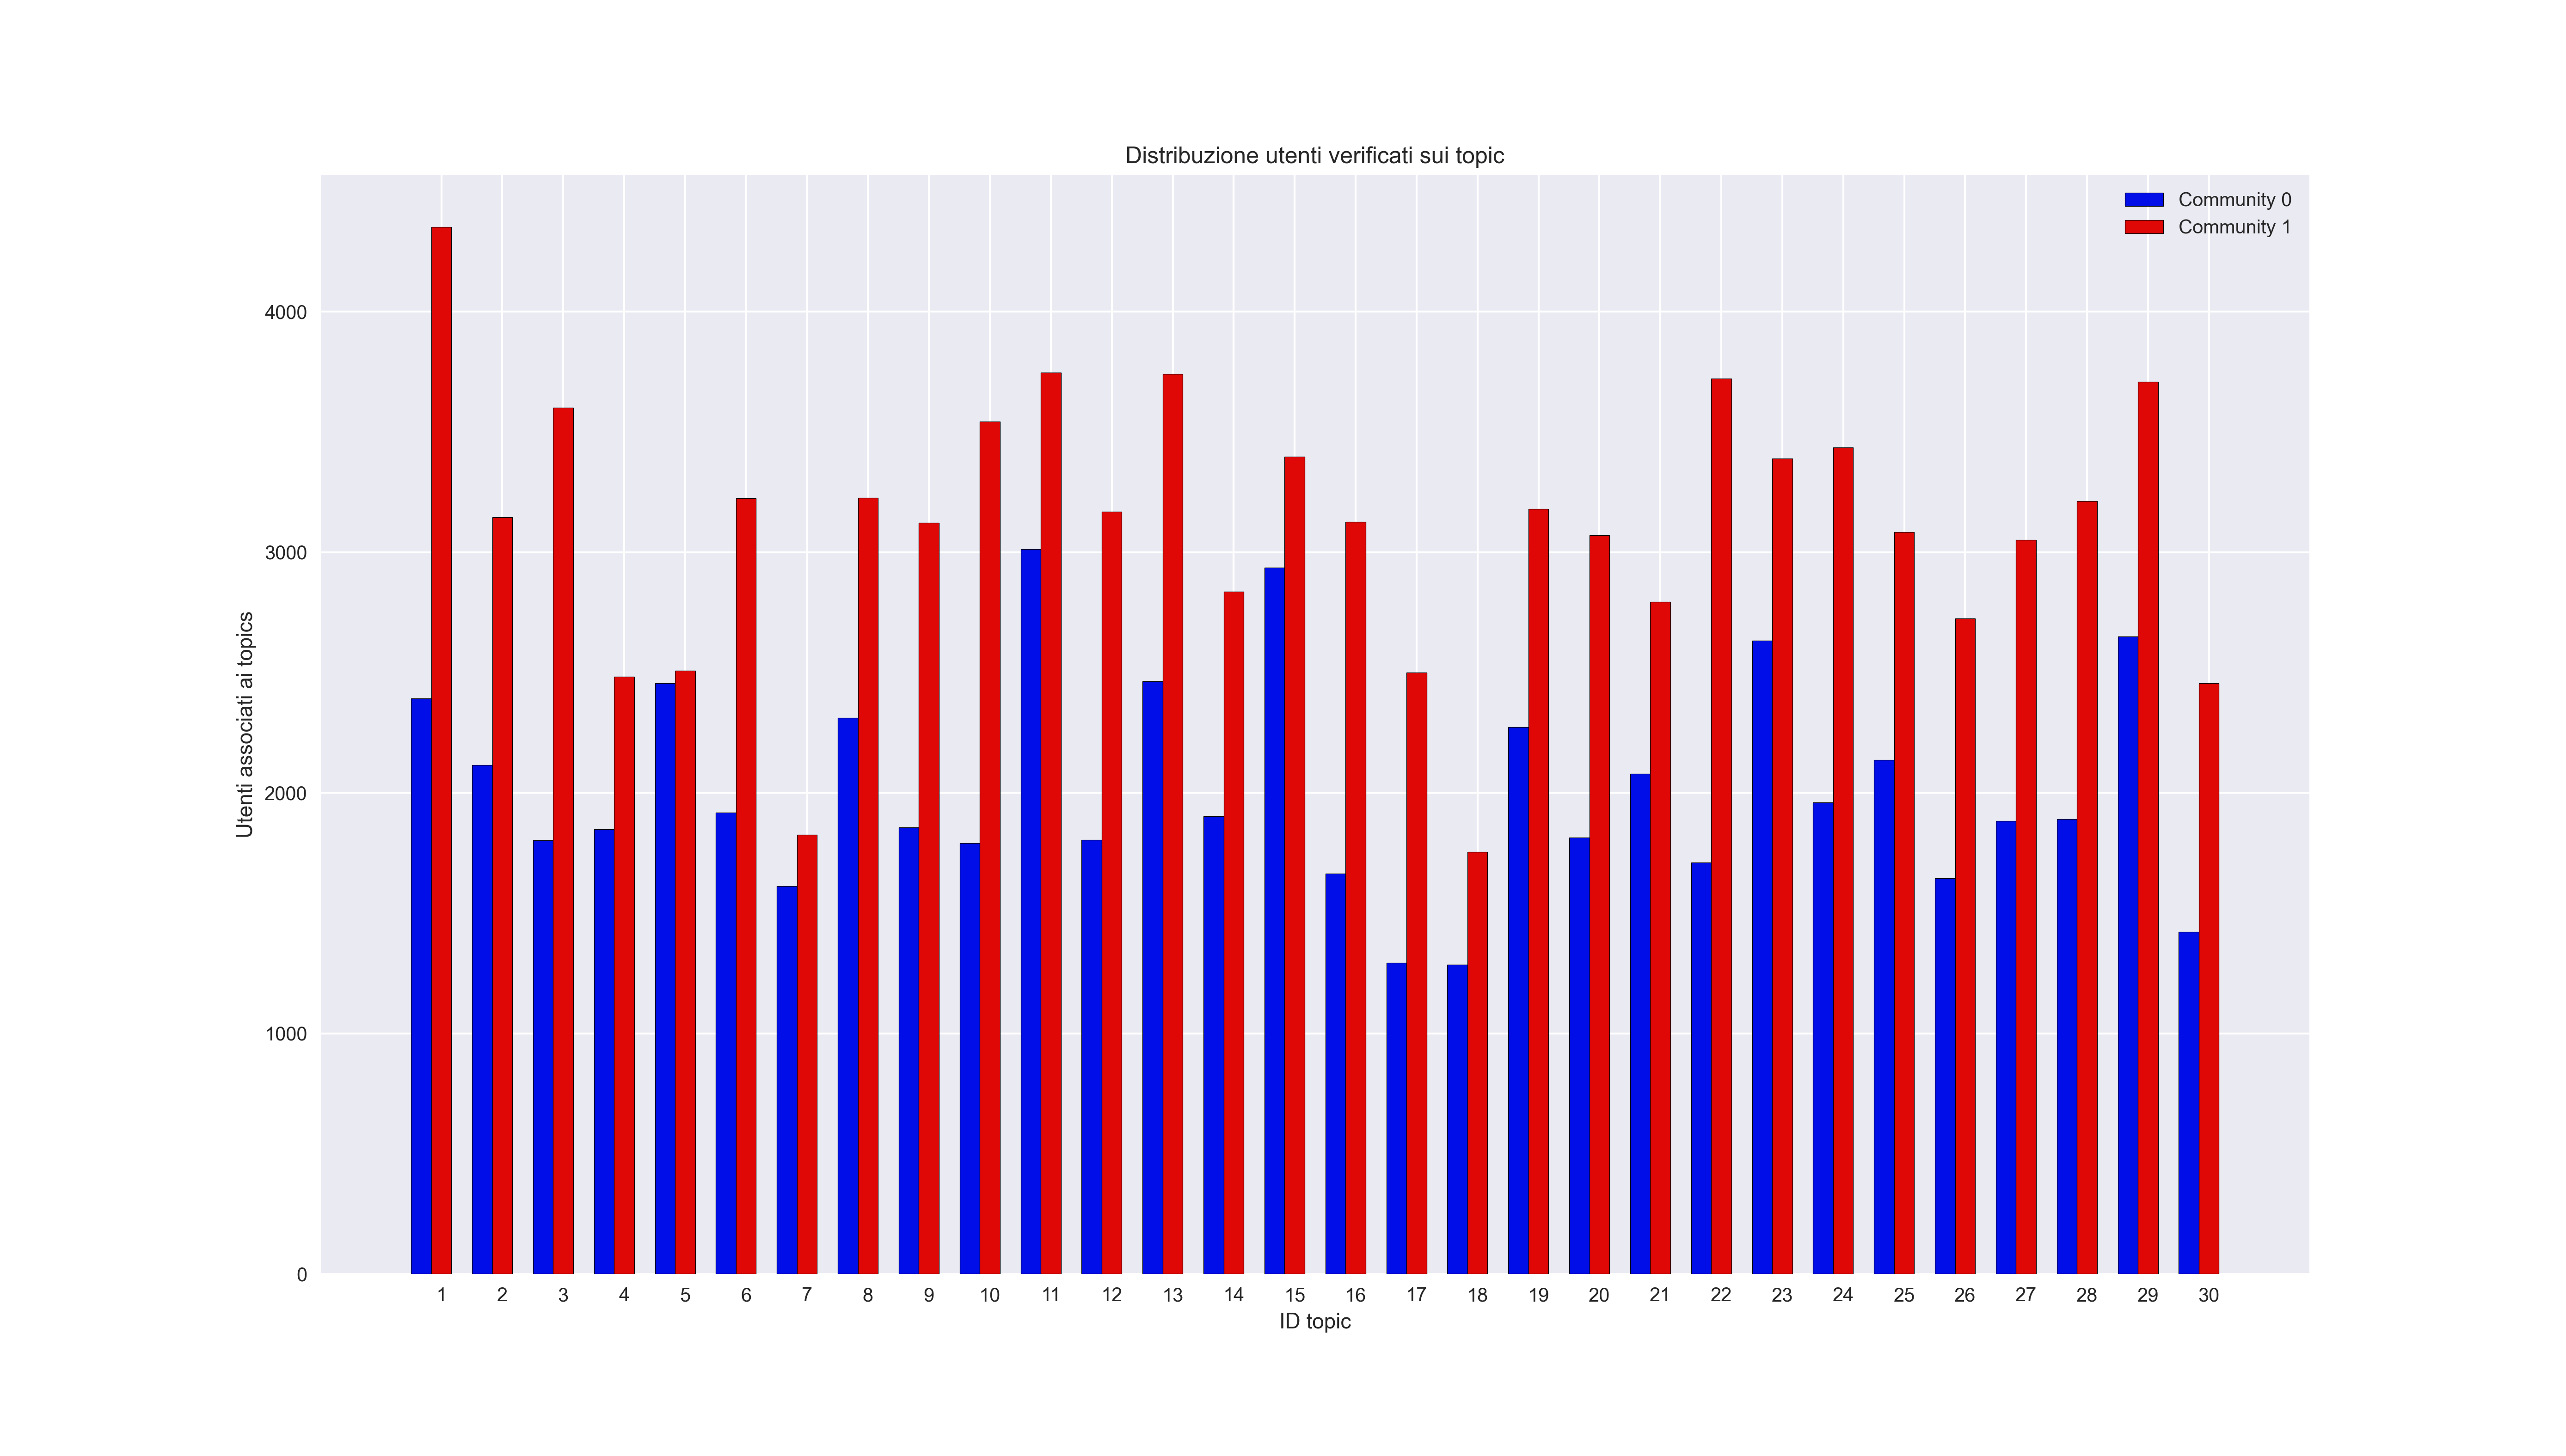 Distribuzione utenti verificati sui topic
Community 0
Community 1
Utenti associati ai topics
4000
3000
2000
1000
0
1 2 3 4 5 6 7 8 9 10 11 12 13 14 15 16 17 18 19 20 21 22 23 24 25 26 27 28 29 30
ID topic